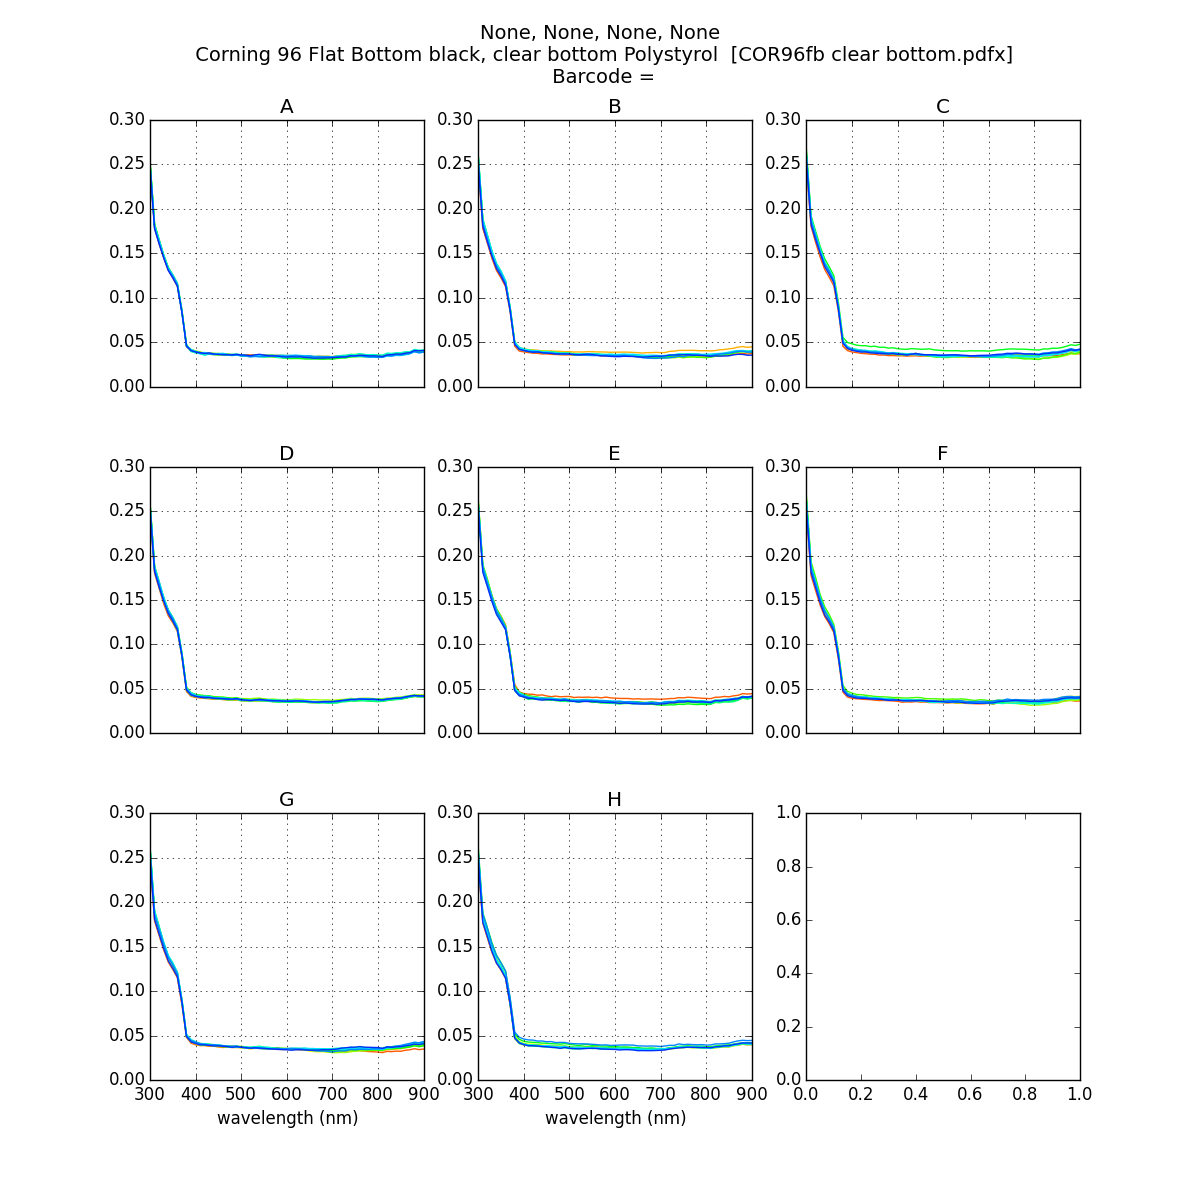 None, None, None, None
Corning 96 Flat Bottom black, clear bottom Polystyrol  [COR96fb clear bottom.pdfx]
Barcode =
A B C
0.30 0.30 0.30
0.25 0.25 0.25
0.20 0.20 0.20
0.15 0.15 0.15
0.10 0.10 0.10
0.05 0.05 0.05
0.00 0.00 0.00
D E F
0.30 0.30 0.30
0.25 0.25 0.25
0.20 0.20 0.20
0.15 0.15 0.15
0.10 0.10 0.10
0.05 0.05 0.05
0.00 0.00 0.00
G H
0.30 0.30 1.0
0.25 0.25 0.8
0.20 0.20 0.6
0.15 0.15 0.4
0.10 0.10 0.2
0.05 0.05
0.00 0.00 0.0
300 400 500 600 700 800 900 300 400 500 600 700 800 900 0.0 0.2 0.4 0.6 0.8 1.0
wavelength (nm) wavelength (nm)